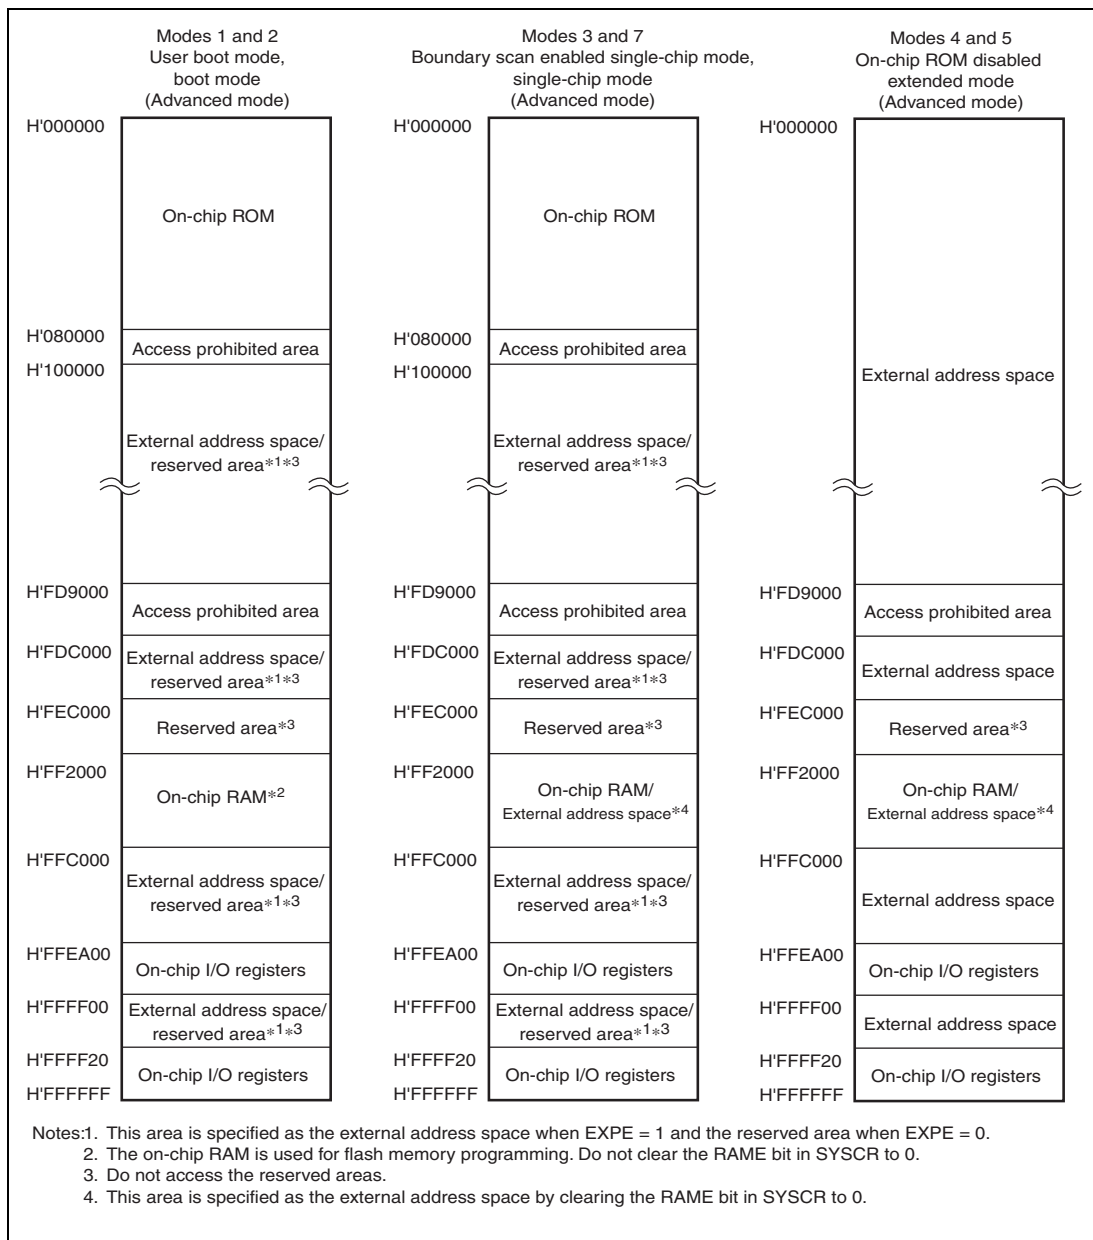 Modes 1 and 2
User boot mode,
boot mode
(Advanced mode)
H'000000
On-chip ROM
H'080000
Access prohibited area
H'100000
External address space/
reserved area*1*3
H'FD9000
Access prohibited area
H'FDC000
External address space/
reserved area*1*3
H'FEC000
Reserved area*3
H'FF2000
On-chip RAM*2
H'FFC000
External address space/
reserved area*1*3
H'FFEA00
On-chip I/O registers
H'FFFF00
External address space/
reserved area*1*3
H'FFFF20
On-chip I/O registers
H'FFFFFF
Modes 3 and 7
Boundary scan enabled single-chip mode,
single-chip mode
(Advanced mode)
H'000000
On-chip ROM
H'080000
Access prohibited area
H'100000
External address space/
reserved area*1*3
H'FD9000
Access prohibited area
H'FDC000
External address space/
reserved area*1*3
H'FEC000
Reserved area*3
H'FF2000
On-chip RAM/
External address space*4
H'FFC000
External address space/
reserved area*1*3
H'FFEA00
On-chip I/O registers
H'FFFF00
External address space/
reserved area*1*3
H'FFFF20
On-chip I/O registers
H'FFFFFF
Modes 4 and 5
On-chip ROM disabled
extended mode
(Advanced mode)
H'000000
External address space
H'FD9000
Access prohibited area
H'FDC000
External address space
H'FEC000
Reserved area*3
H'FF2000
On-chip RAM/
External address space*4
H'FFC000
External address space
H'FFEA00
On-chip I/O registers
H'FFFF00
External address space
H'FFFF20
On-chip I/O registers
H'FFFFFF
Notes:1. This area is specified as the external address space when EXPE = 1 and the reserved area when EXPE = 0.
2. The on-chip RAM is used for flash memory programming. Do not clear the RAME bit in SYSCR to 0.
3. Do not access the reserved areas.
4. This area is specified as the external address space by clearing the RAME bit in SYSCR to 0.